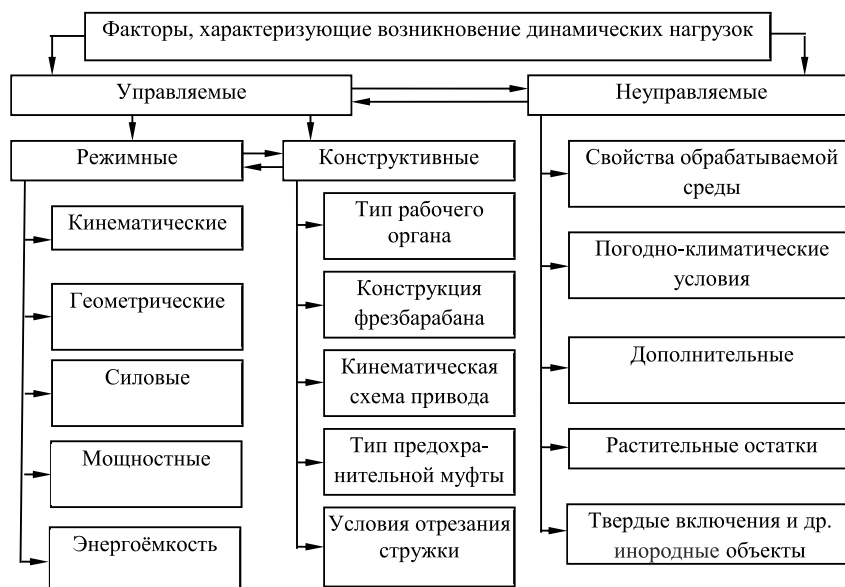 Факторы, характеризующие возникновение динамических нагрузок
Управляемые
Неуправляемые
Режимные
Конструктивные
Кинематические
Геометрические
Силовые
Мощностные
Энергоёмкость
Тип рабочего
органа
Конструкция
фрезбарабана
Кинематическая
схема привода
Тип предохра-
нительной муфты
Условия отрезания
стружки
Свойства обрабатываемой
среды
Погодно-климатические
условия
Дополнительные
Растительные остатки
Твердые включения и др.
инородные объекты